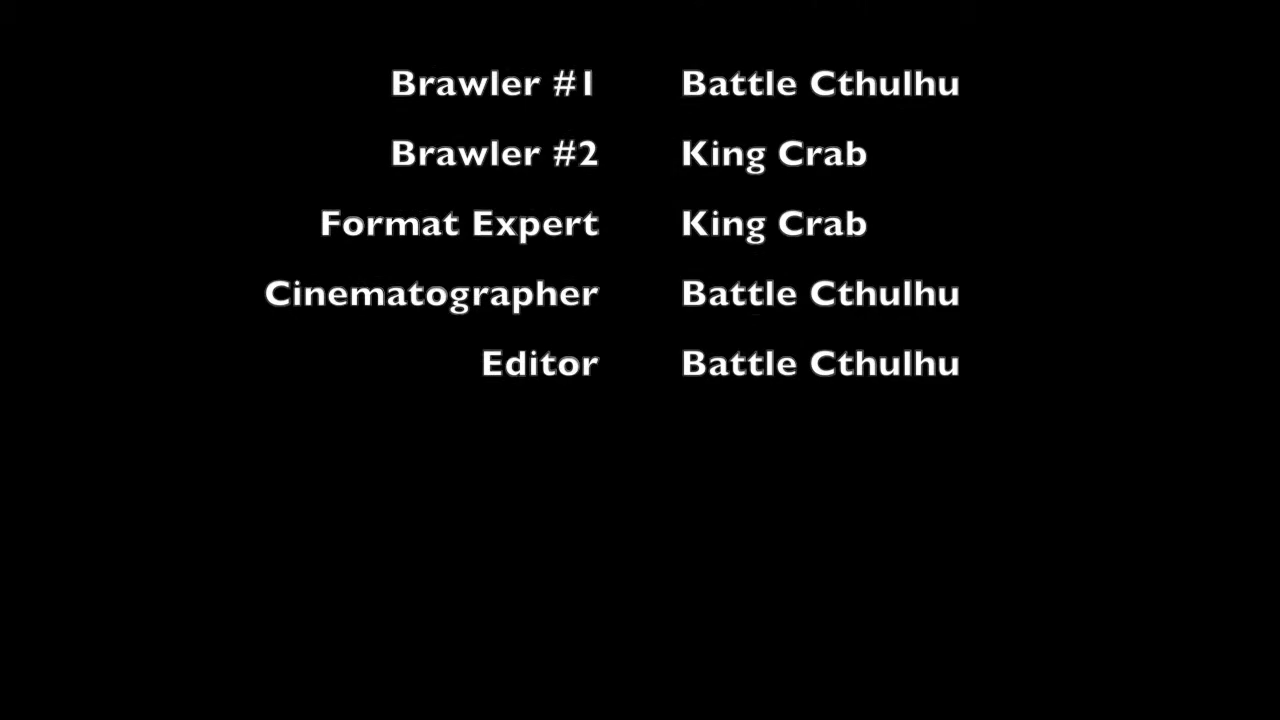 Brawler #1 Battle Cthulhu
Brawler #2 King Crab
Format Expert King Crab
Cinematographer Battle Cthulhu
Editor Battle Cthulhu